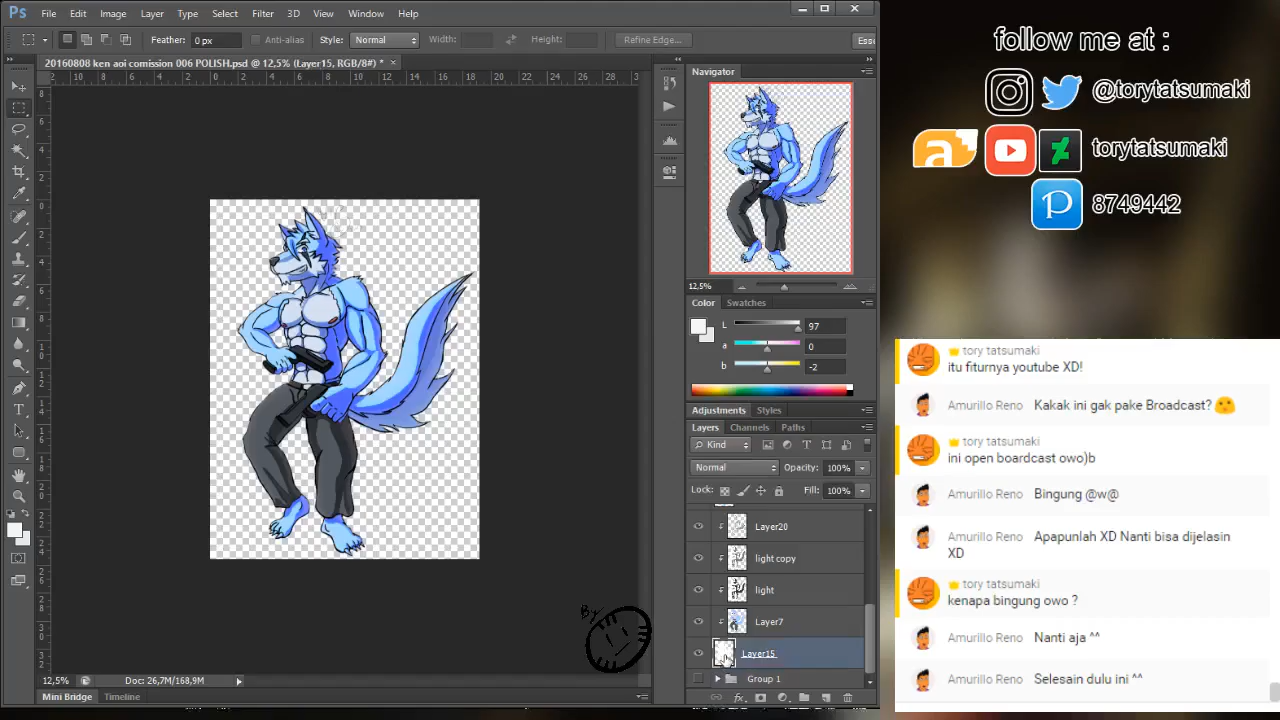 Ps File Edit Image Layer Type Select Filter 3D View Window Help
Feather: 0 px Anti-alias Style: Normal Width: Height: Refine Edge... Esse
20160808 ken aoi comission 006 POLISH.psd @ 12,5% (Layer15, RGB/8#) * ×
Navigator
12,5%
Color Swatches
L 97
a 0
b -2
Adjustments Styles
Layers Channels Paths
Kind
Normal Opacity: 100%
Lock: Fill: 100%
Layer20
light copy
light
Layer7
Layer15
Group 1
By
12,5% Doc: 26,7M/168,9M
Mini Bridge Timeline
follow me at :
@torytatsumaki
torytatsumaki
8749442
tory tatsumaki
itu fiturnya youtube XD!
Amurillo Reno Kakak ini gak pake Broadcast?
tory tatsumaki
ini open boardcast owo)b
Amurillo Reno Bingung @w@
Amurillo Reno Apapunlah XD Nanti bisa dijelasin
XD
tory tatsumaki
kenapa bingung owo ?
Amurillo Reno Nanti aja ^^
Amurillo Reno Selesain dulu ini ^^